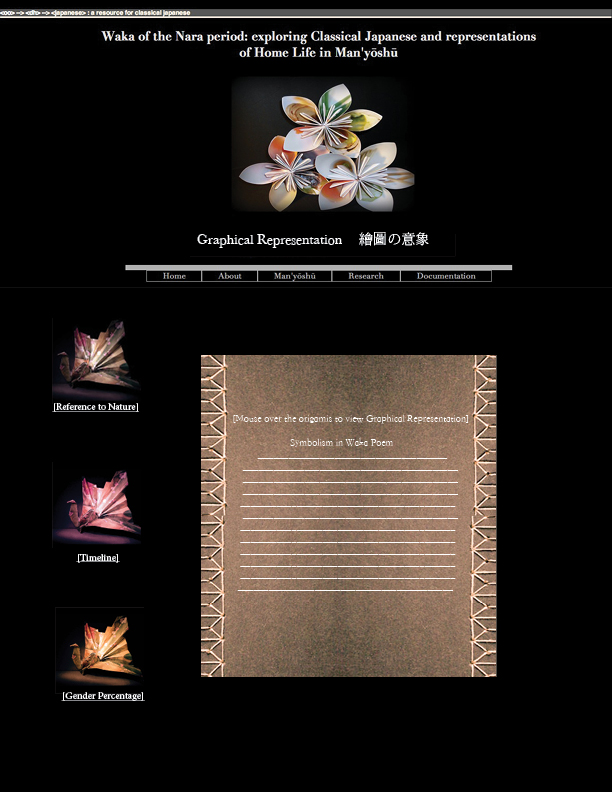 <oo> —> <dh> —> <japanese> : a resource for classical japanese
Waka of the Nara period: exploring Classical Japanese and representations
of Home Life in Man'yōshū
Graphical Representation 繪圖の意象
Home About Man'yōshū Research Documentation
[Reference to Nature]
[Mouse over the origamis to view Graphical Representation]
Symbolism in Waka Poem
[Timeline]
[Gender Percentage]